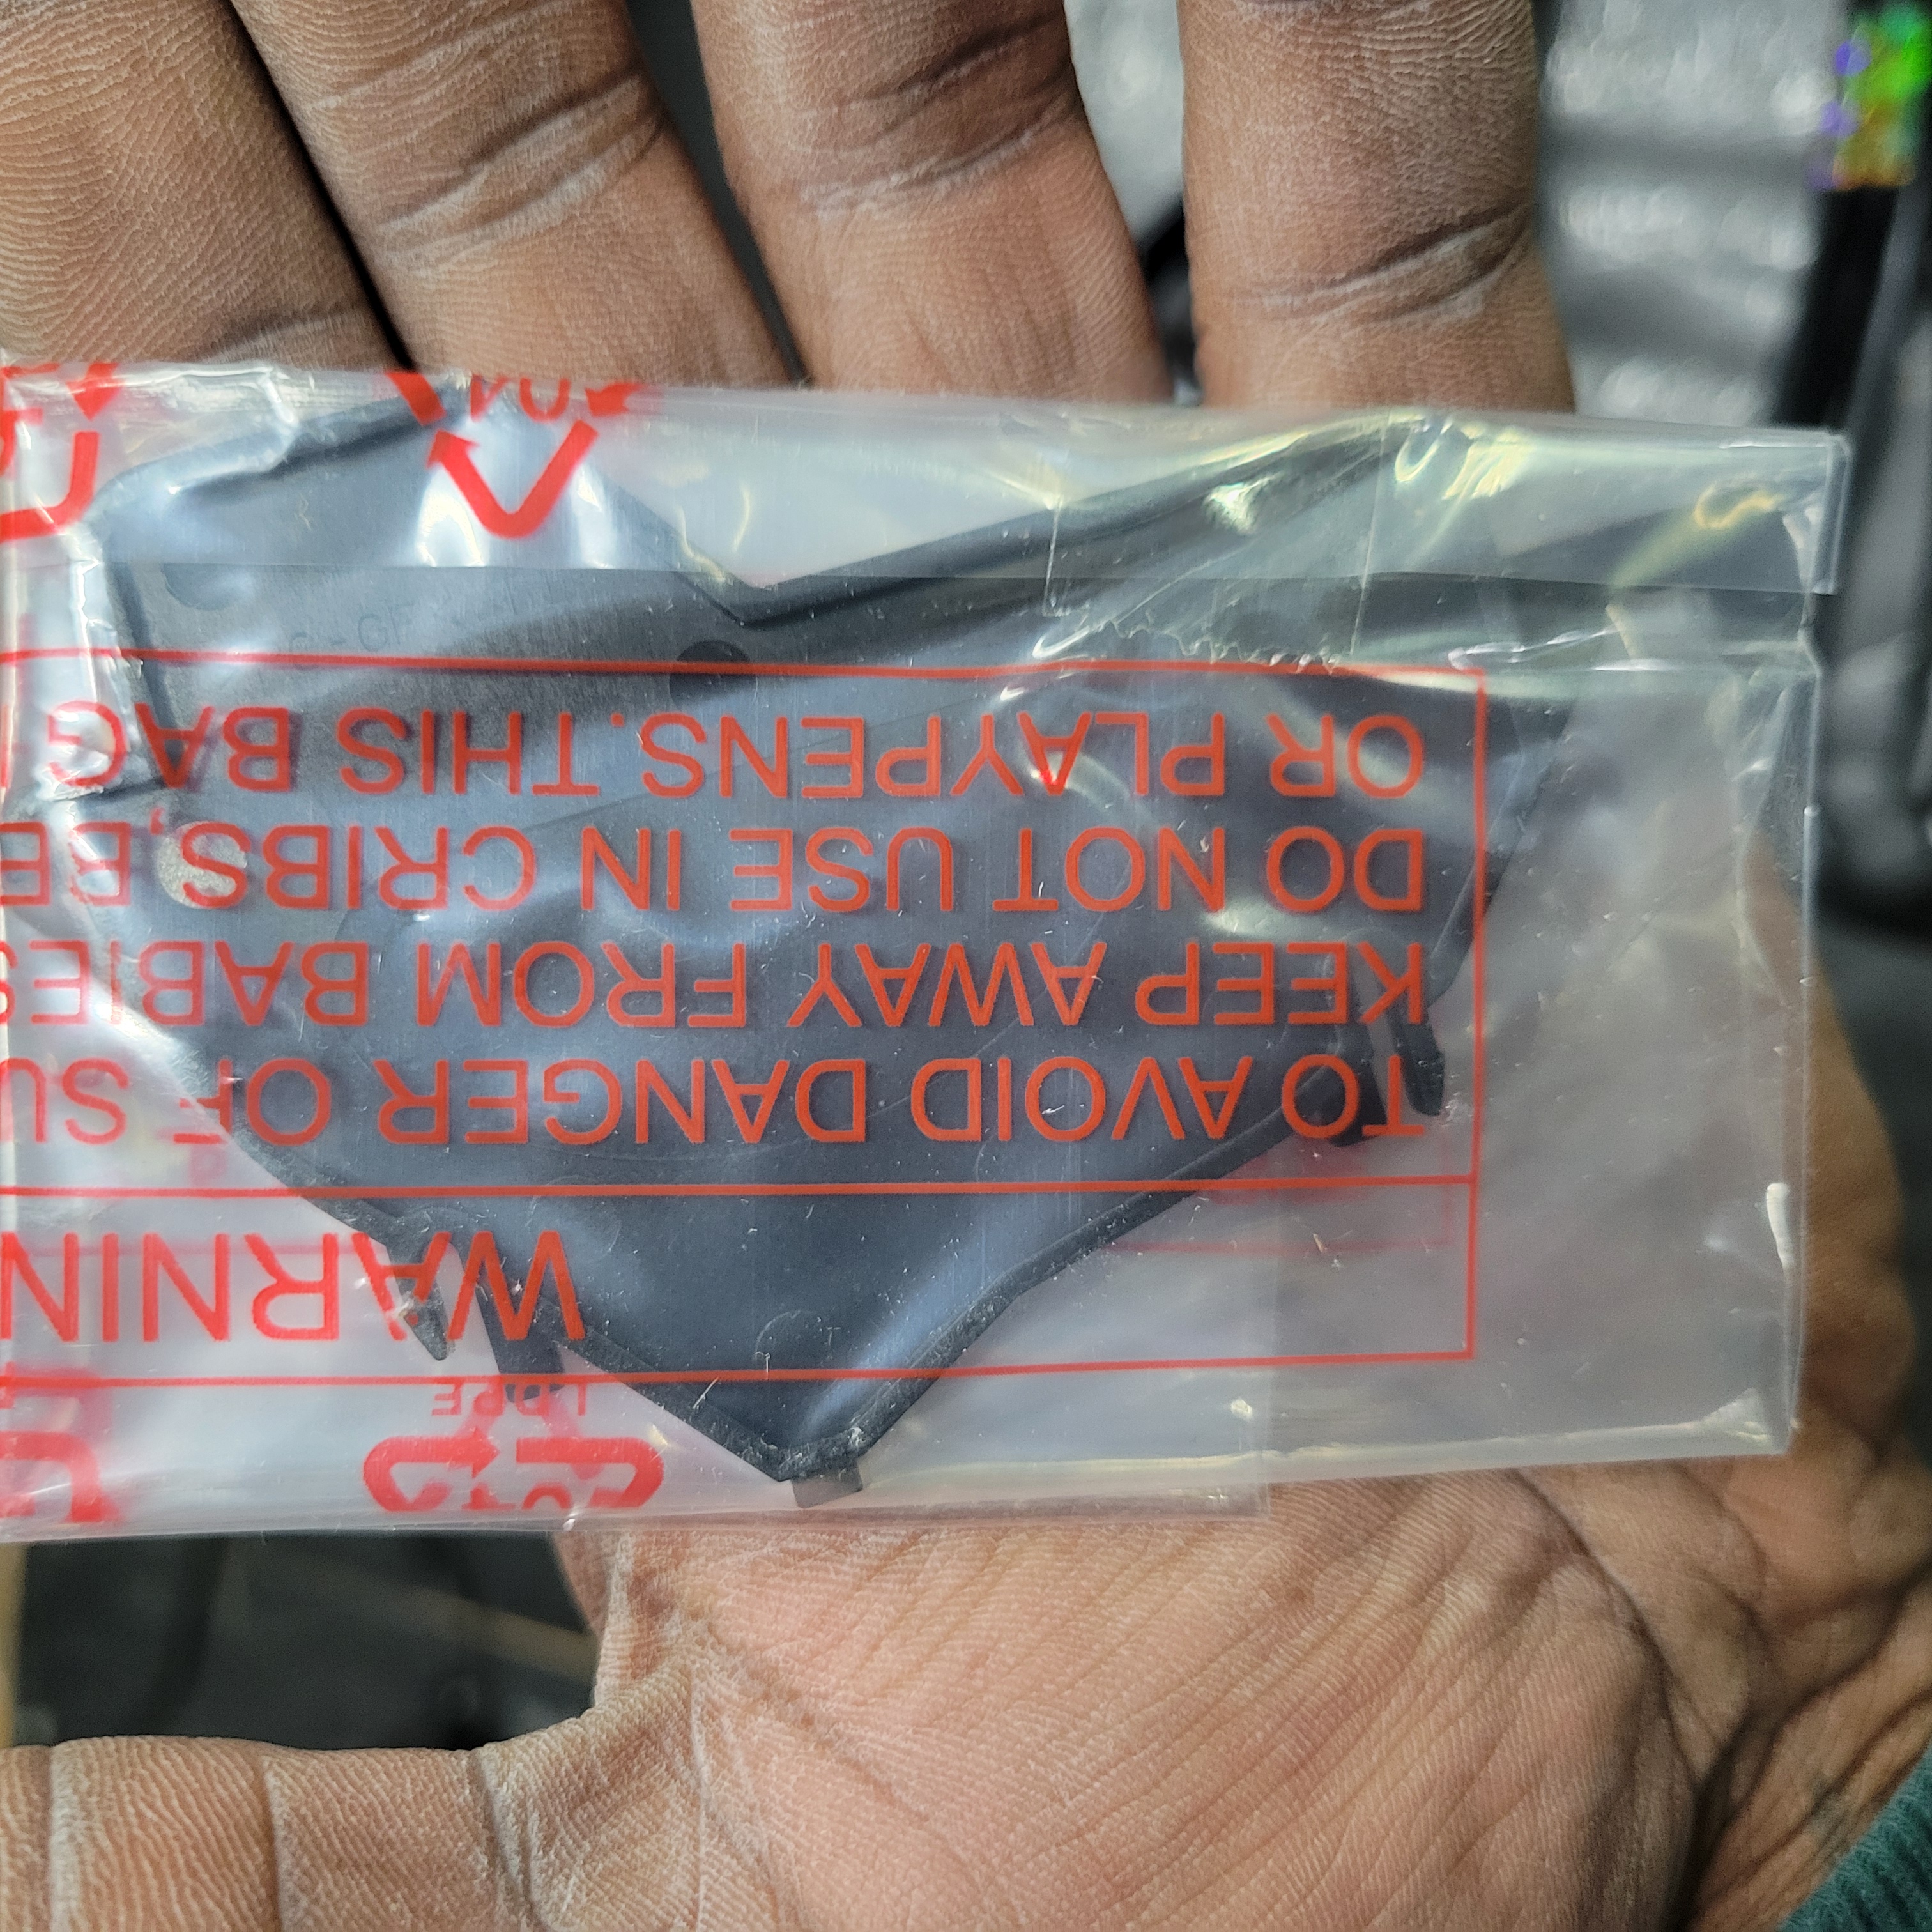 WARNIN
TO AVOID DANGER OF SU
KEEP AWAY FROM BABIES
DO NOT USE IN CRIBS, BE
OR PLAYPENS. THIS BAG
LDPE